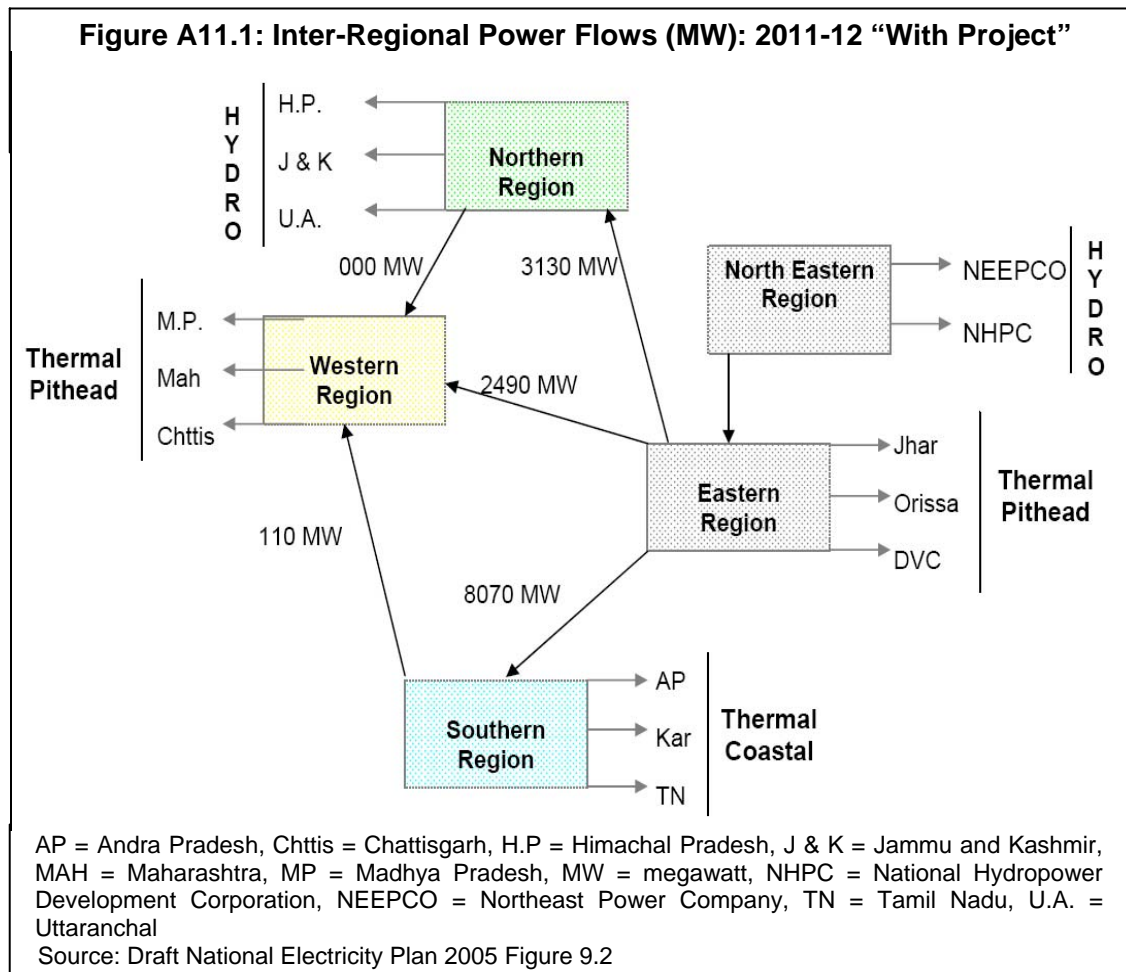 Figure A11.1: Inter-Regional Power Flows (MW): 2011-12 “With Project”
HYDRO
H.P.
J & K
U.A.
Northern
Region
000 MW
3130 MW
North Eastern
Region
NEEPCO
NHPC
HYDRO
Thermal
Pithead
M.P.
Mah
Chttis
Western
Region
2490 MW
Eastern
Region
Jhar
Orissa
DVC
Thermal
Pithead
110 MW
8070 MW
Southern
Region
AP
Kar
TN
Thermal
Coastal
AP = Andra Pradesh, Chttis = Chattisgarh, H.P = Himachal Pradesh, J & K = Jammu and Kashmir,
MAH = Maharashtra, MP = Madhya Pradesh, MW = megawatt, NHPC = National Hydropower
Development Corporation, NEEPCO = Northeast Power Company, TN = Tamil Nadu, U.A. =
Uttaranchal
Source: Draft National Electricity Plan 2005 Figure 9.2